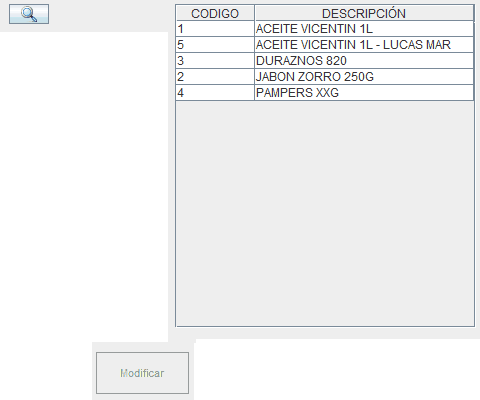 CODIGO DESCRIPCIÓN
1 ACEITE VICENTIN 1L
5 ACEITE VICENTIN 1L - LUCAS MAR
3 DURAZNOS 820
2 JABON ZORRO 250G
4 PAMPERS XXG
Modificar